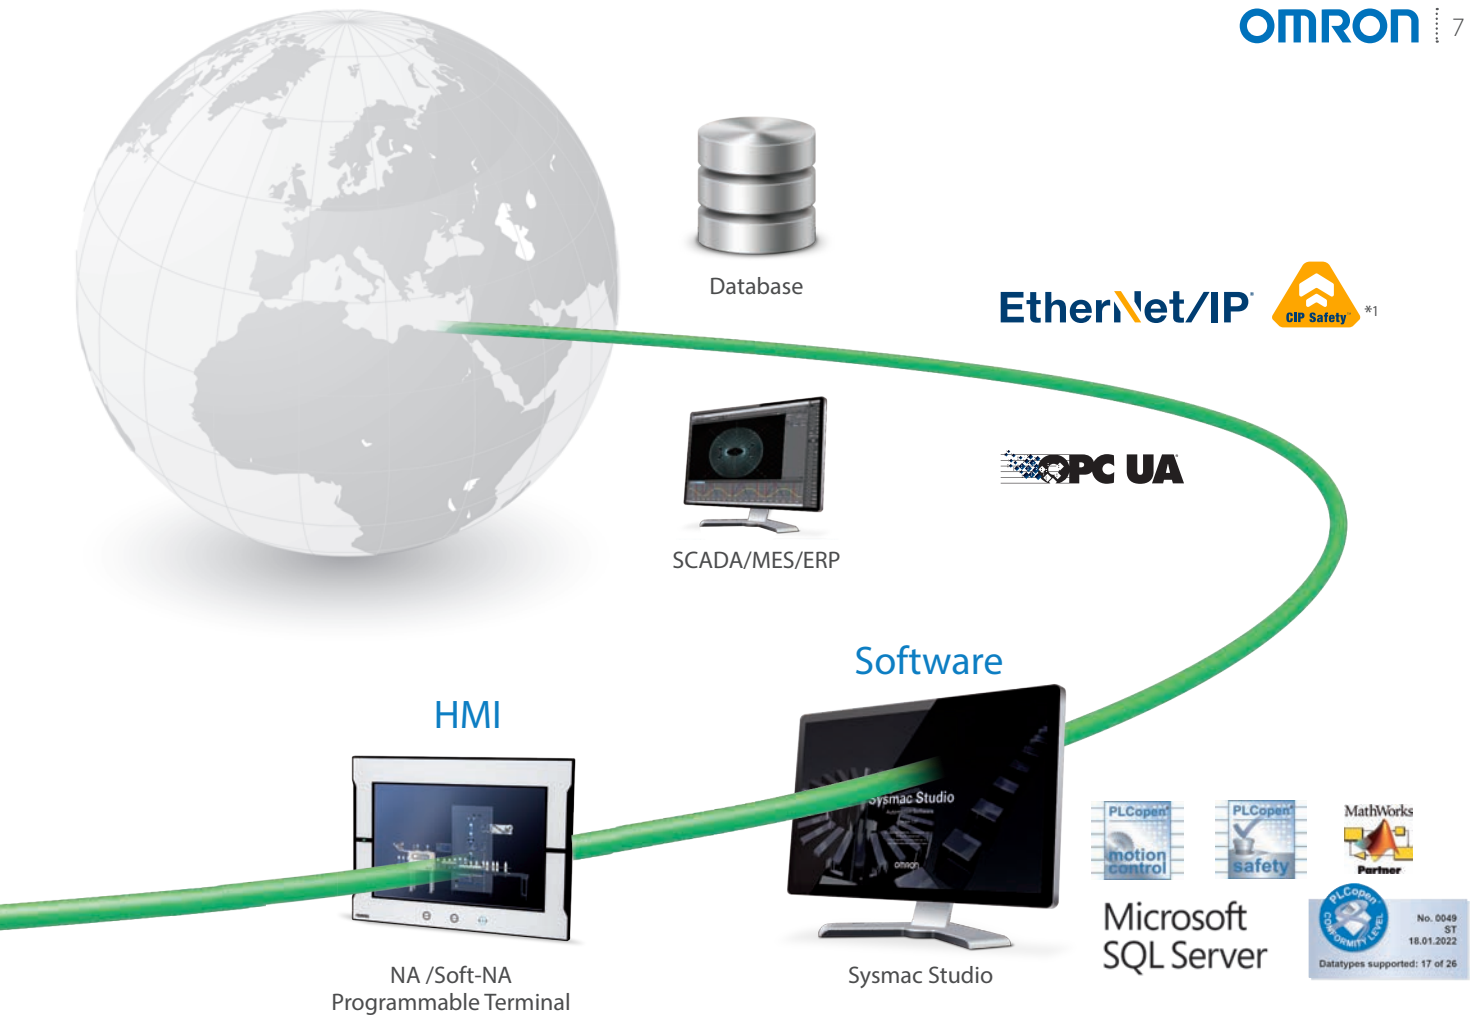 OMRON 7
Database
EtherNet/IP
CIP Safety™ *1
OPC UA
SCADA/MES/ERP
Software
HMI
Sysmac Studio
OMRON
NA /Soft-NA
Programmable Terminal
Sysmac Studio
PLCopen
motion
control
PLCopen
safety
MathWorks
Partner
Microsoft
SQL Server
PLCopen
CONFORMITY LEVEL
No. 0049
ST
18.01.2022
Datatypes supported: 17 of 26